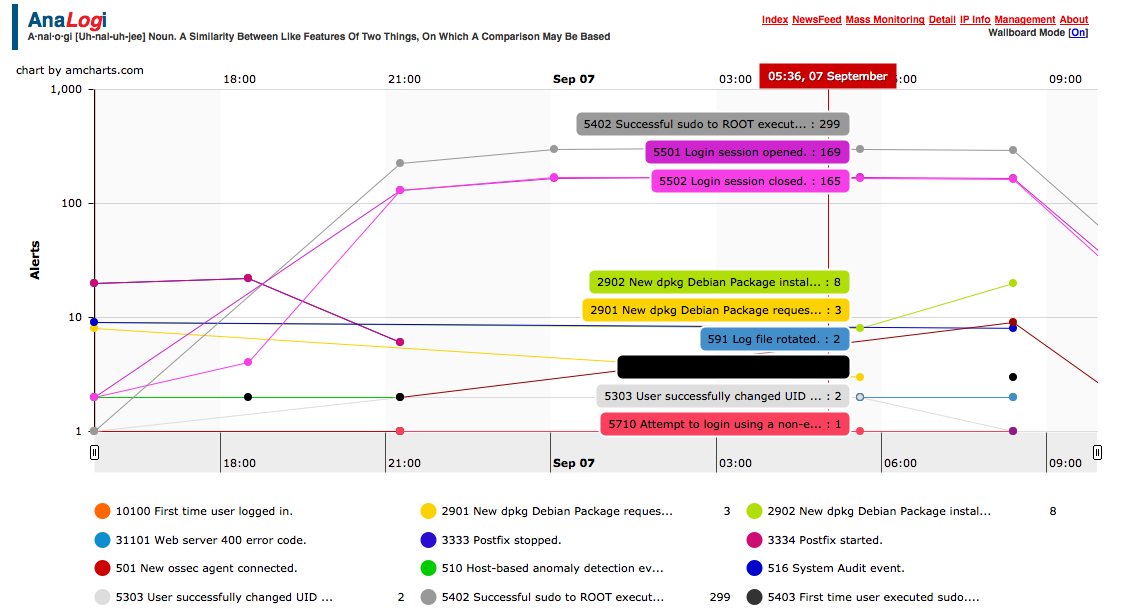 AnaLogi
A·nal·o·gi [Uh-nal-uh-jee] Noun. A Similarity Between Like Features Of Two Things, On Which A Comparison May Be Based
Index NewsFeed Mass Monitoring Detail IP Info Management About
Wallboard Mode [On]
chart by amcharts.com
18:00 21:00 Sep 07 03:00 05:36, 07 September :00 09:00
1,000
5402 Successful sudo to ROOT execut... : 299
5501 Login session opened. : 169
5502 Login session closed. : 165
100
Alerts
2902 New dpkg Debian Package instal... : 8
2901 New dpkg Debian Package reques... : 3
10
591 Log file rotated. : 2
5303 User successfully changed UID ... : 2
5710 Attempt to login using a non-e... : 1
1
18:00 21:00 Sep 07 03:00 06:00 09:00
10100 First time user logged in. 2901 New dpkg Debian Package reques... 3 2902 New dpkg Debian Package instal... 8
31101 Web server 400 error code. 3333 Postfix stopped. 3334 Postfix started.
501 New ossec agent connected. 510 Host-based anomaly detection ev... 516 System Audit event.
5303 User successfully changed UID ... 2 5402 Successful sudo to ROOT execut... 299 5403 First time user executed sudo....